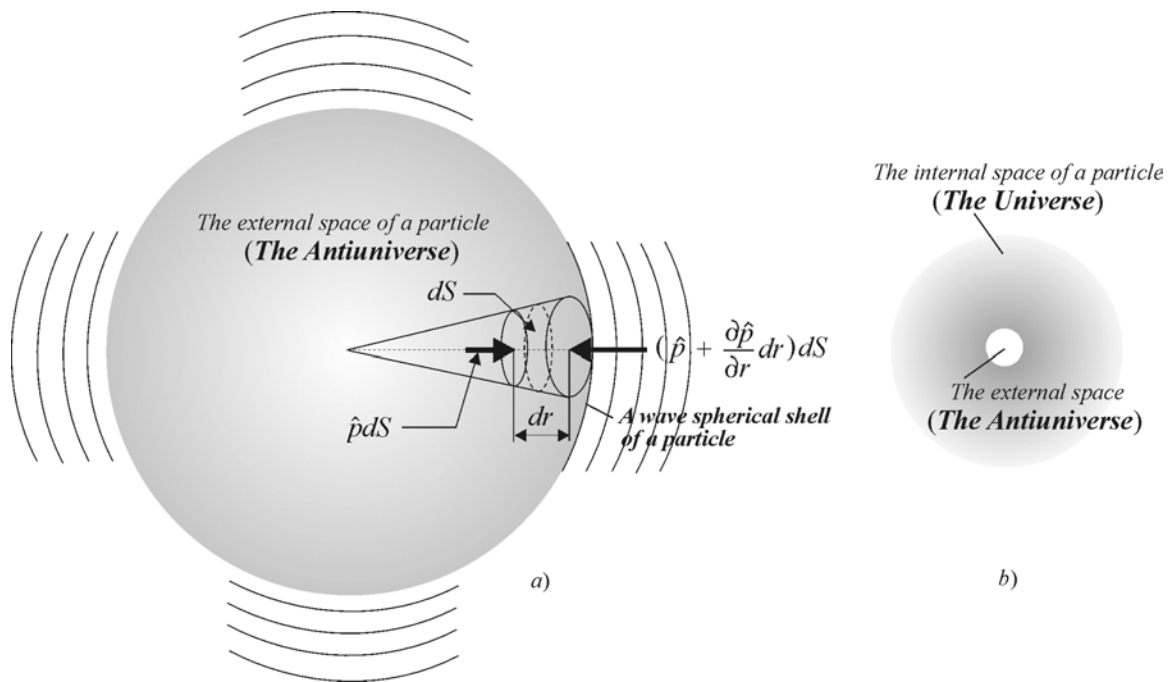 The external space of a particle
(The Antiuniverse)
dS
(p̂ + ∂p̂/∂r dr)dS
p̂dS
dr
A wave spherical shell
of a particle
a)
The internal space of a particle
(The Universe)
The external space
(The Antiuniverse)
b)